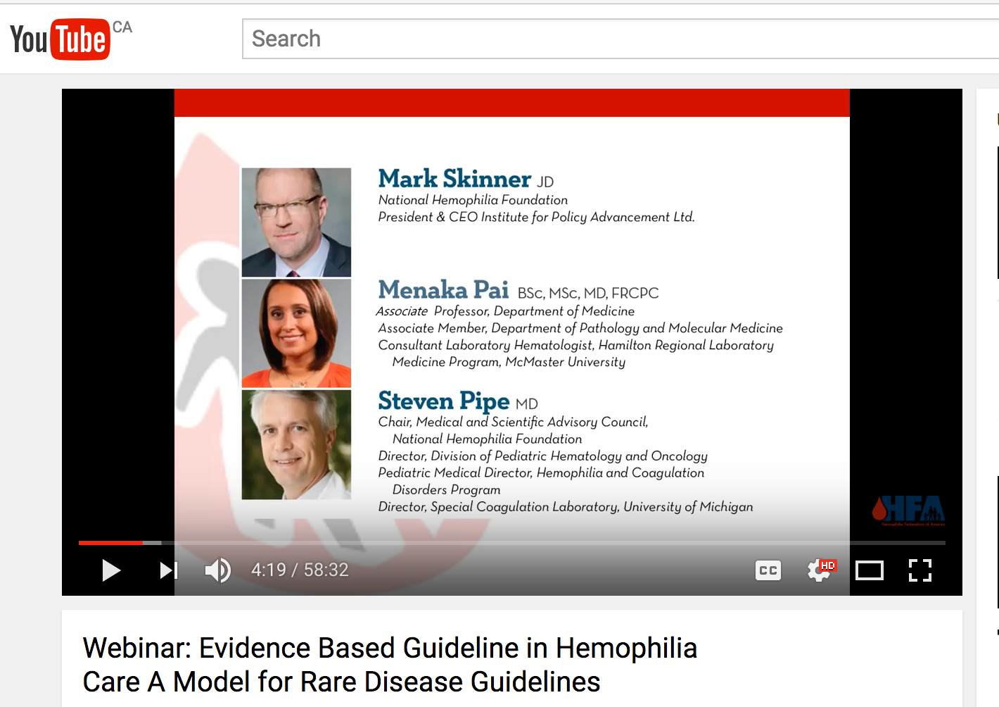 YouTube CA
Search
Mark Skinner JD
National Hemophilia Foundation
President & CEO Institute for Policy Advancement Ltd.
Menaka Pai BSc, MSc, MD, FRCPC
Associate Professor, Department of Medicine
Associate Member, Department of Pathology and Molecular Medicine
Consultant Laboratory Hematologist, Hamilton Regional Laboratory
Medicine Program, McMaster University
Steven Pipe MD
Chair, Medical and Scientific Advisory Council,
National Hemophilia Foundation
Director, Division of Pediatric Hematology and Oncology
Pediatric Medical Director, Hemophilia and Coagulation
Disorders Program
Director, Special Coagulation Laboratory, University of Michigan
HFA
Hemophilia Federation of America
4:19 / 58:32
CC
HD
Webinar: Evidence Based Guideline in Hemophilia
Care A Model for Rare Disease Guidelines